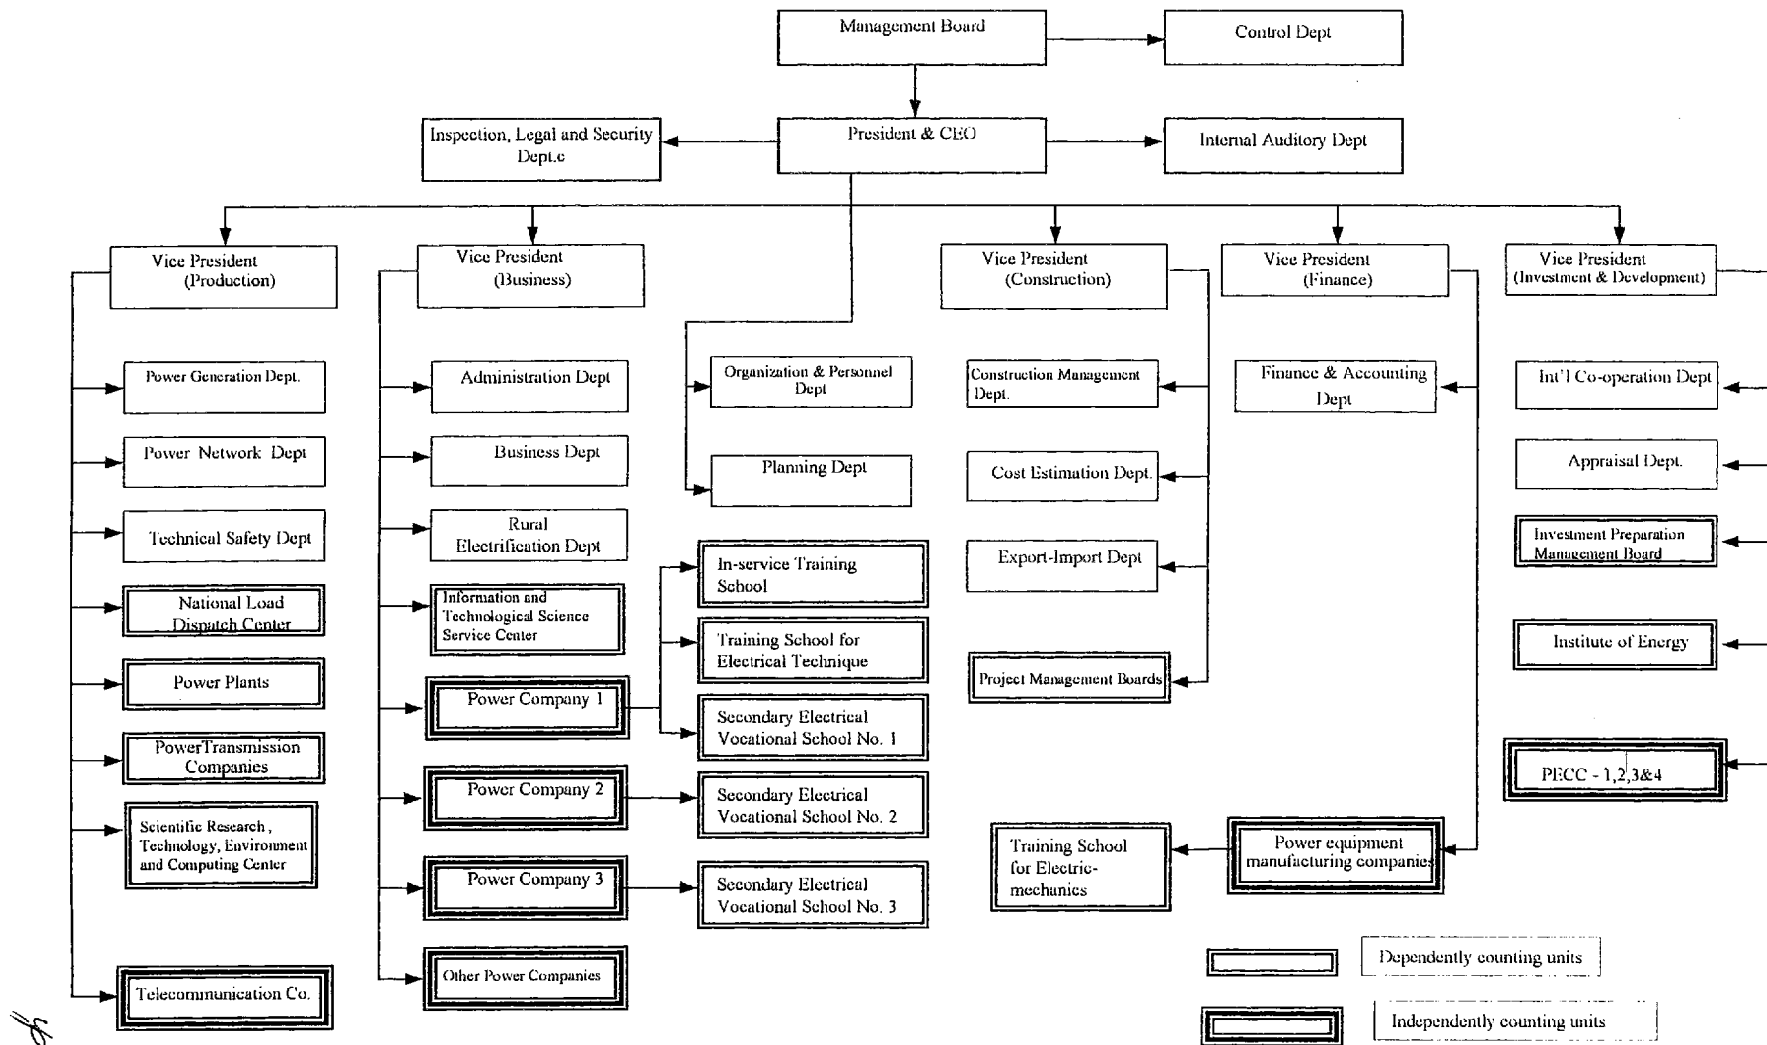 Management Board
Control Dept
Inspection, Legal and Security
Dept.c
President & CEO
Internal Auditory Dept
Vice President
(Production)
Vice President
(Business)
Vice President
(Construction)
Vice President
(Finance)
Vice President
(Investment & Development)
Power Generation Dept.
Power Network Dept
Technical Safety Dept
National Load
Dispatch Center
Power Plants
PowerTransmission
Companies
Scientific Research ,
Technology, Environment
and Computing Center
Telecommunication Co.
Administration Dept
Business Dept
Rural
Electrification Dept
Information and
Technological Science
Service Center
Power Company 1
Power Company 2
Power Company 3
Other Power Companies
Organization & Personnel
Dept
Planning Dept
In-service Training
School
Training School for
Electrical Technique
Secondary Electrical
Vocational School No. 1
Secondary Electrical
Vocational School No. 2
Secondary Electrical
Vocational School No. 3
Construction Management
Dept.
Cost Estimation Dept.
Export-Import Dept
Project Management Boards
Training School
for Electric-
mechanics
Finance & Accounting
Dept
Power equipment
manufacturing companies
Int'l Co-operation Dept
Appraisal Dept.
Investment Preparation
Management Board
Institute of Energy
PECC - 1,2,3&4
Dependently counting units
Independently counting units